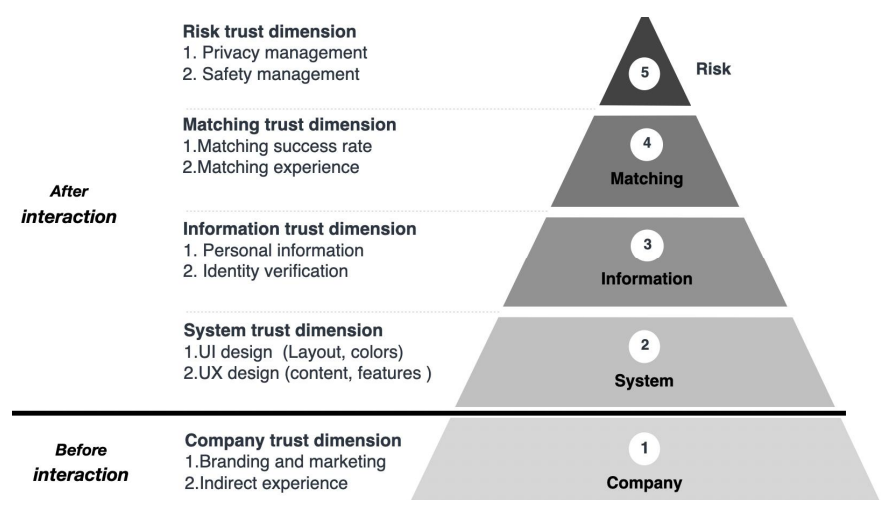 Risk trust dimension
1. Privacy management
2. Safety management
5
Risk
Matching trust dimension
1.Matching success rate
2.Matching experience
4
Matching
After
interaction
Information trust dimension
1. Personal information
2. Identity verification
3
Information
System trust dimension
1.UI design  (Layout, colors)
2.UX design (content, features )
2
System
Before
interaction
Company trust dimension
1.Branding and marketing
2.Indirect experience
1
Company